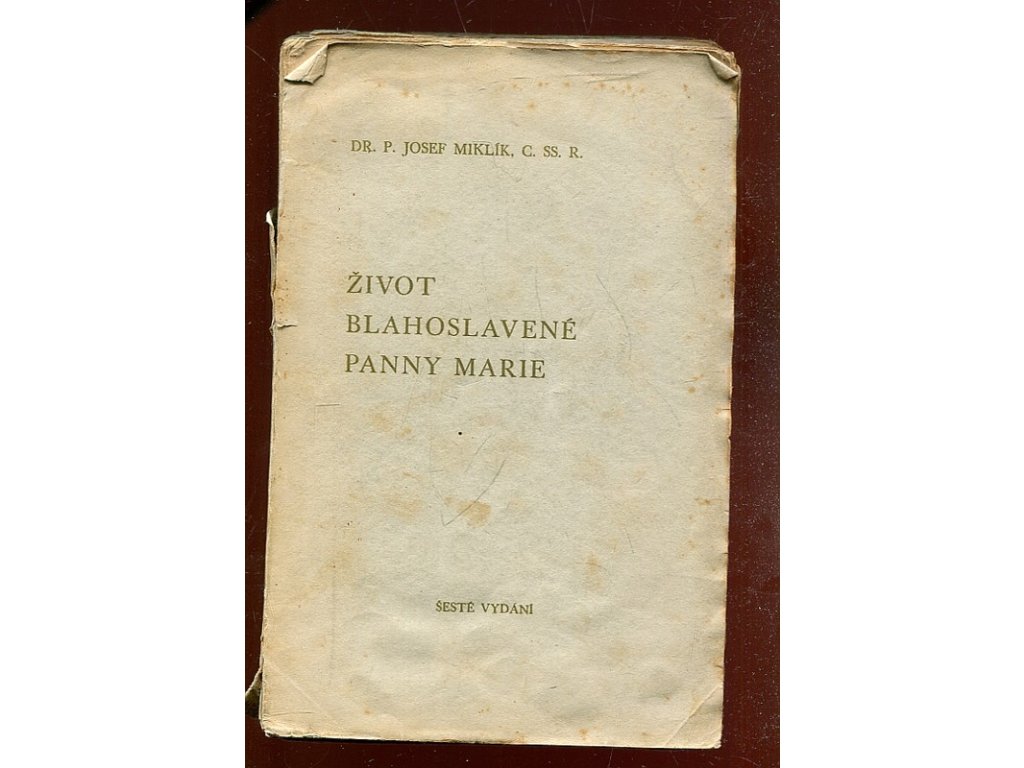 DR. P. JOSEF MIKLÍK, C. SS. R.
ŽIVOT
BLAHOSLAVENÉ
PANNY MARIE
ŠESTÉ VYDÁNÍ